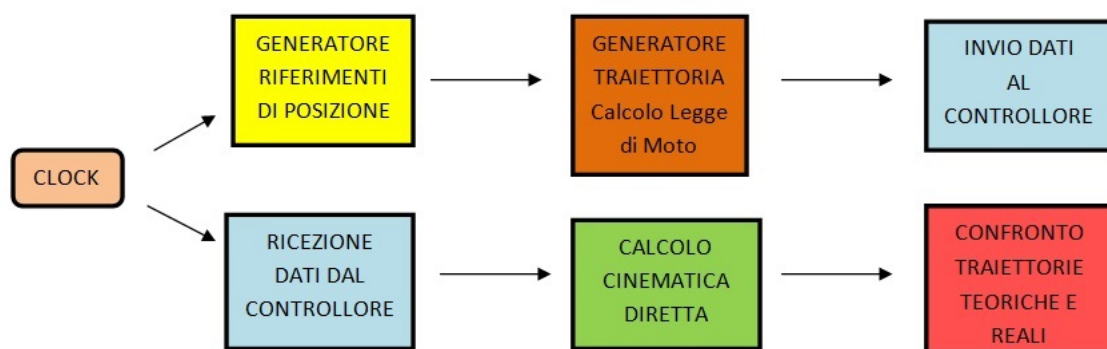 CLOCK
GENERATORE
RIFERIMENTI
DI POSIZIONE
GENERATORE
TRAIETTORIA
Calcolo Legge
di Moto
INVIO DATI
AL
CONTROLLORE
RICEZIONE
DATI DAL
CONTROLLORE
CALCOLO
CINEMATICA
DIRETTA
CONFRONTO
TRAIETTORIE
TEORICHE E
REALI